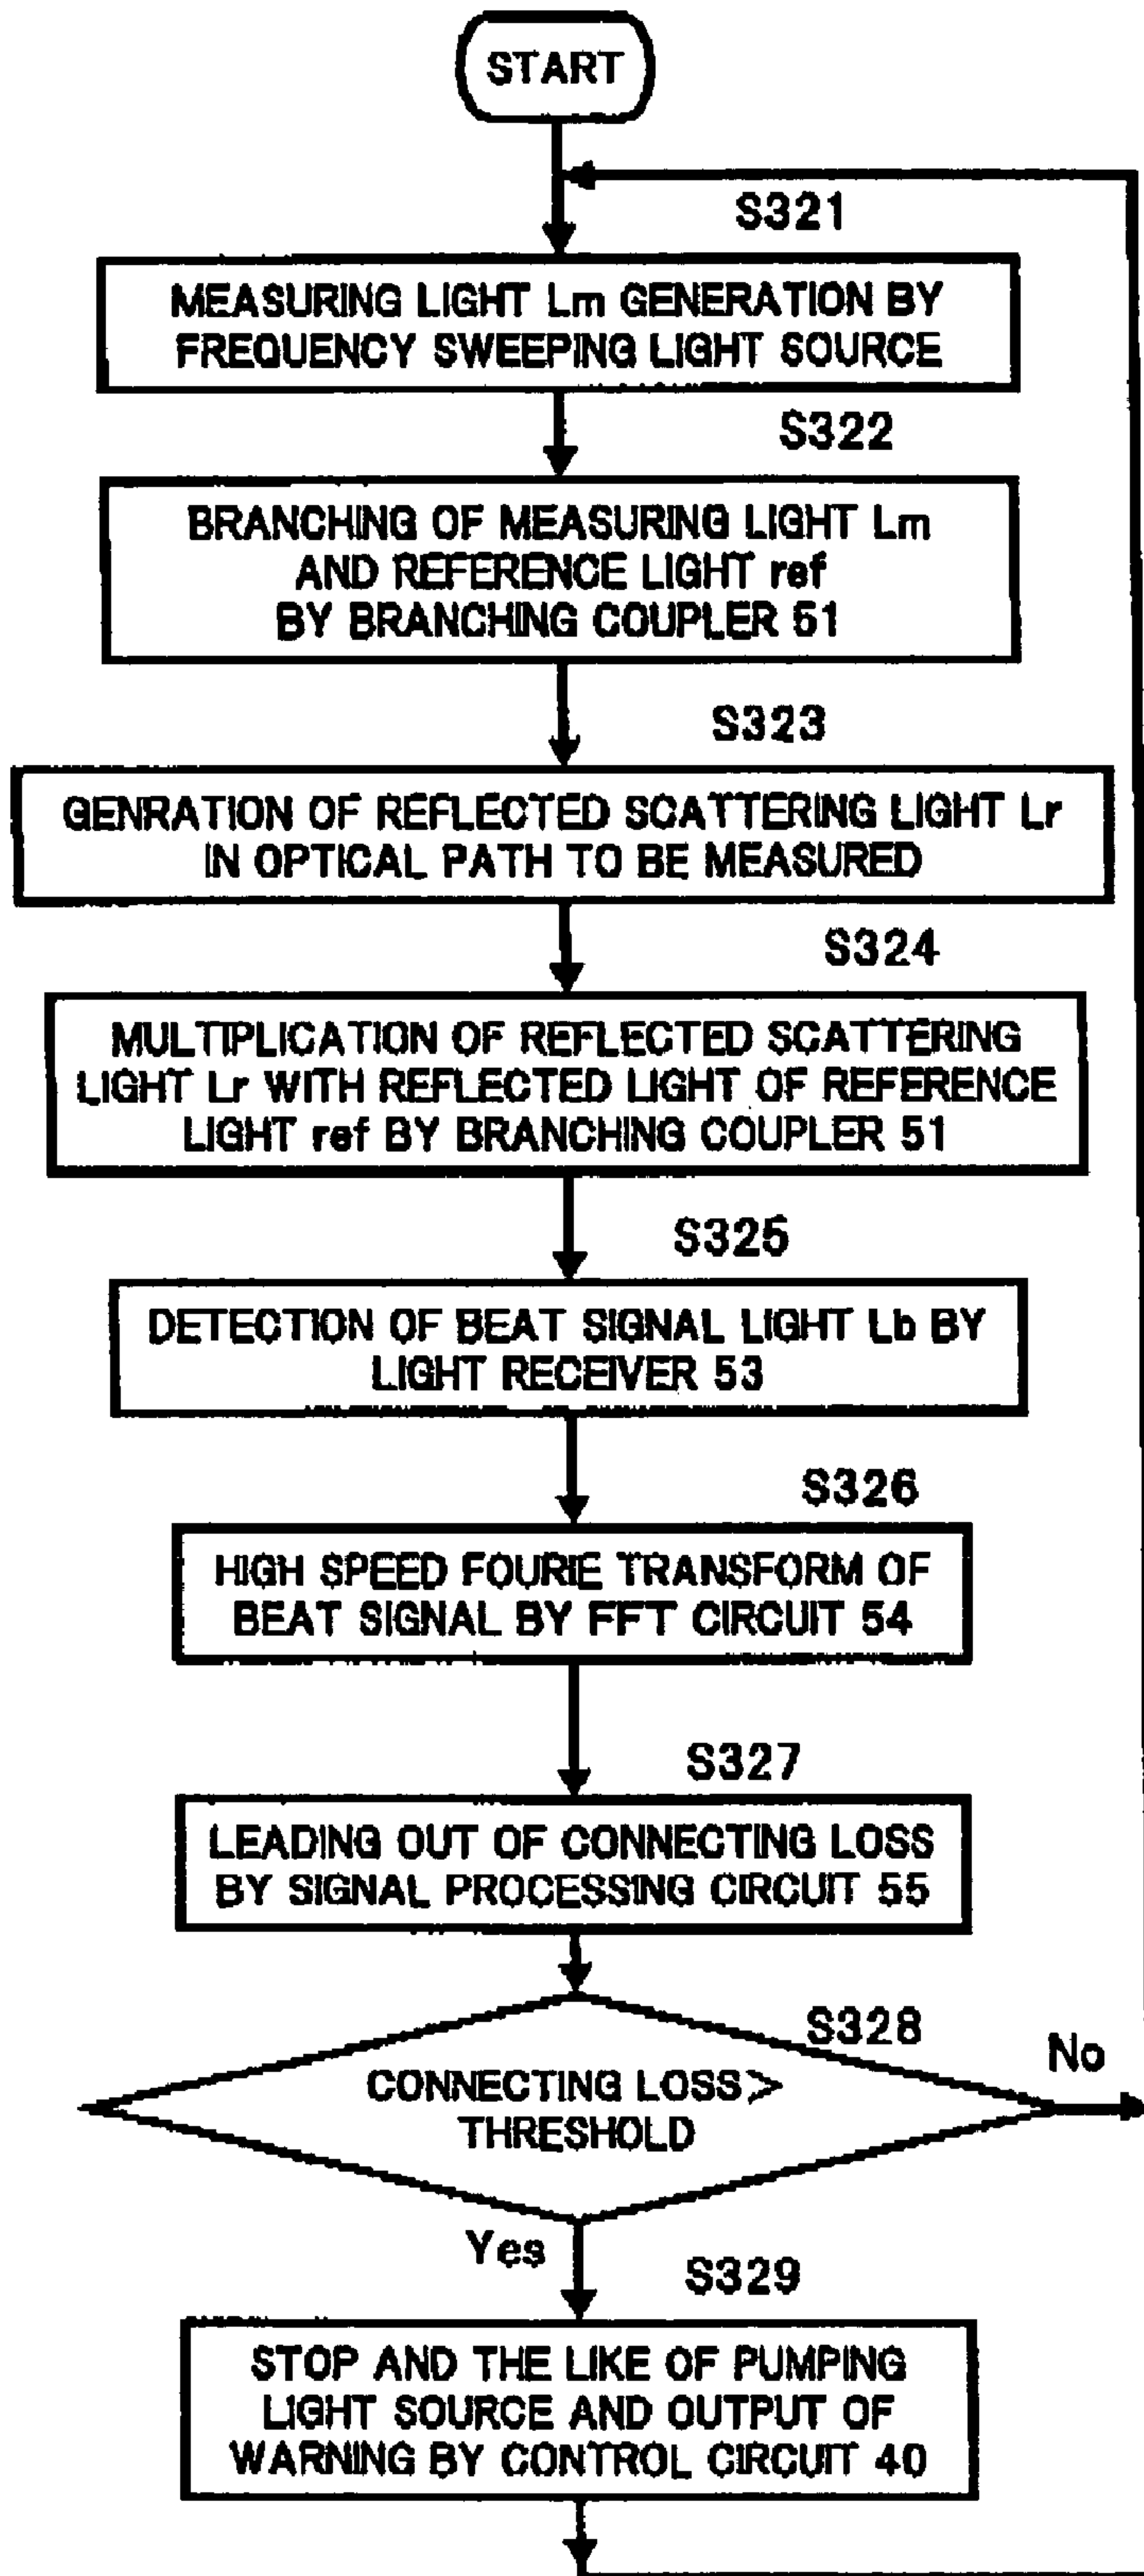 START
S321
MEASURING LIGHT Lm GENERATION BY
FREQUENCY SWEEPING LIGHT SOURCE
S322
BRANCHING OF MEASURING LIGHT Lm
AND REFERENCE LIGHT ref
BY BRANCHING COUPLER 51
S323
GENRATION OF REFLECTED SCATTERING LIGHT Lr
IN OPTICAL PATH TO BE MEASURED
S324
MULTIPLICATION OF REFLECTED SCATTERING
LIGHT Lr WITH REFLECTED LIGHT OF REFERENCE
LIGHT ref BY BRANCHING COUPLER 51
S325
DETECTION OF BEAT SIGNAL LIGHT Lb BY
LIGHT RECEIVER 53
S326
HIGH SPEED FOURIE TRANSFORM OF
BEAT SIGNAL BY FFT CIRCUIT 54
S327
LEADING OUT OF CONNECTING LOSS
BY SIGNAL PROCESSING CIRCUIT 55
S328
No
CONNECTING LOSS >
THRESHOLD
Yes
S329
STOP AND THE LIKE OF PUMPING
LIGHT SOURCE AND OUTPUT OF
WARNING BY CONTROL CIRCUIT 40